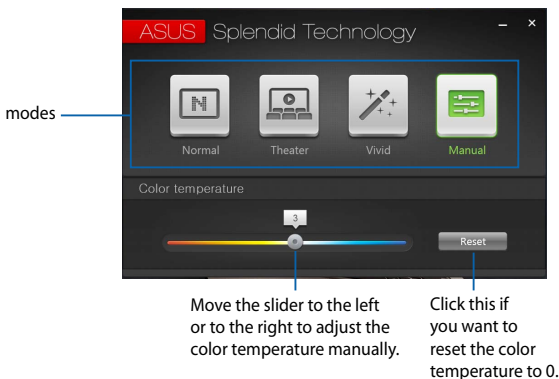 ASUS Splendid Technology
modes
N
Normal
Theater
Vivid
Manual
Color temperature
3
Reset
Move the slider to the left
or to the right to adjust the
color temperature manually.
Click this if
you want to
reset the color
temperature to 0.